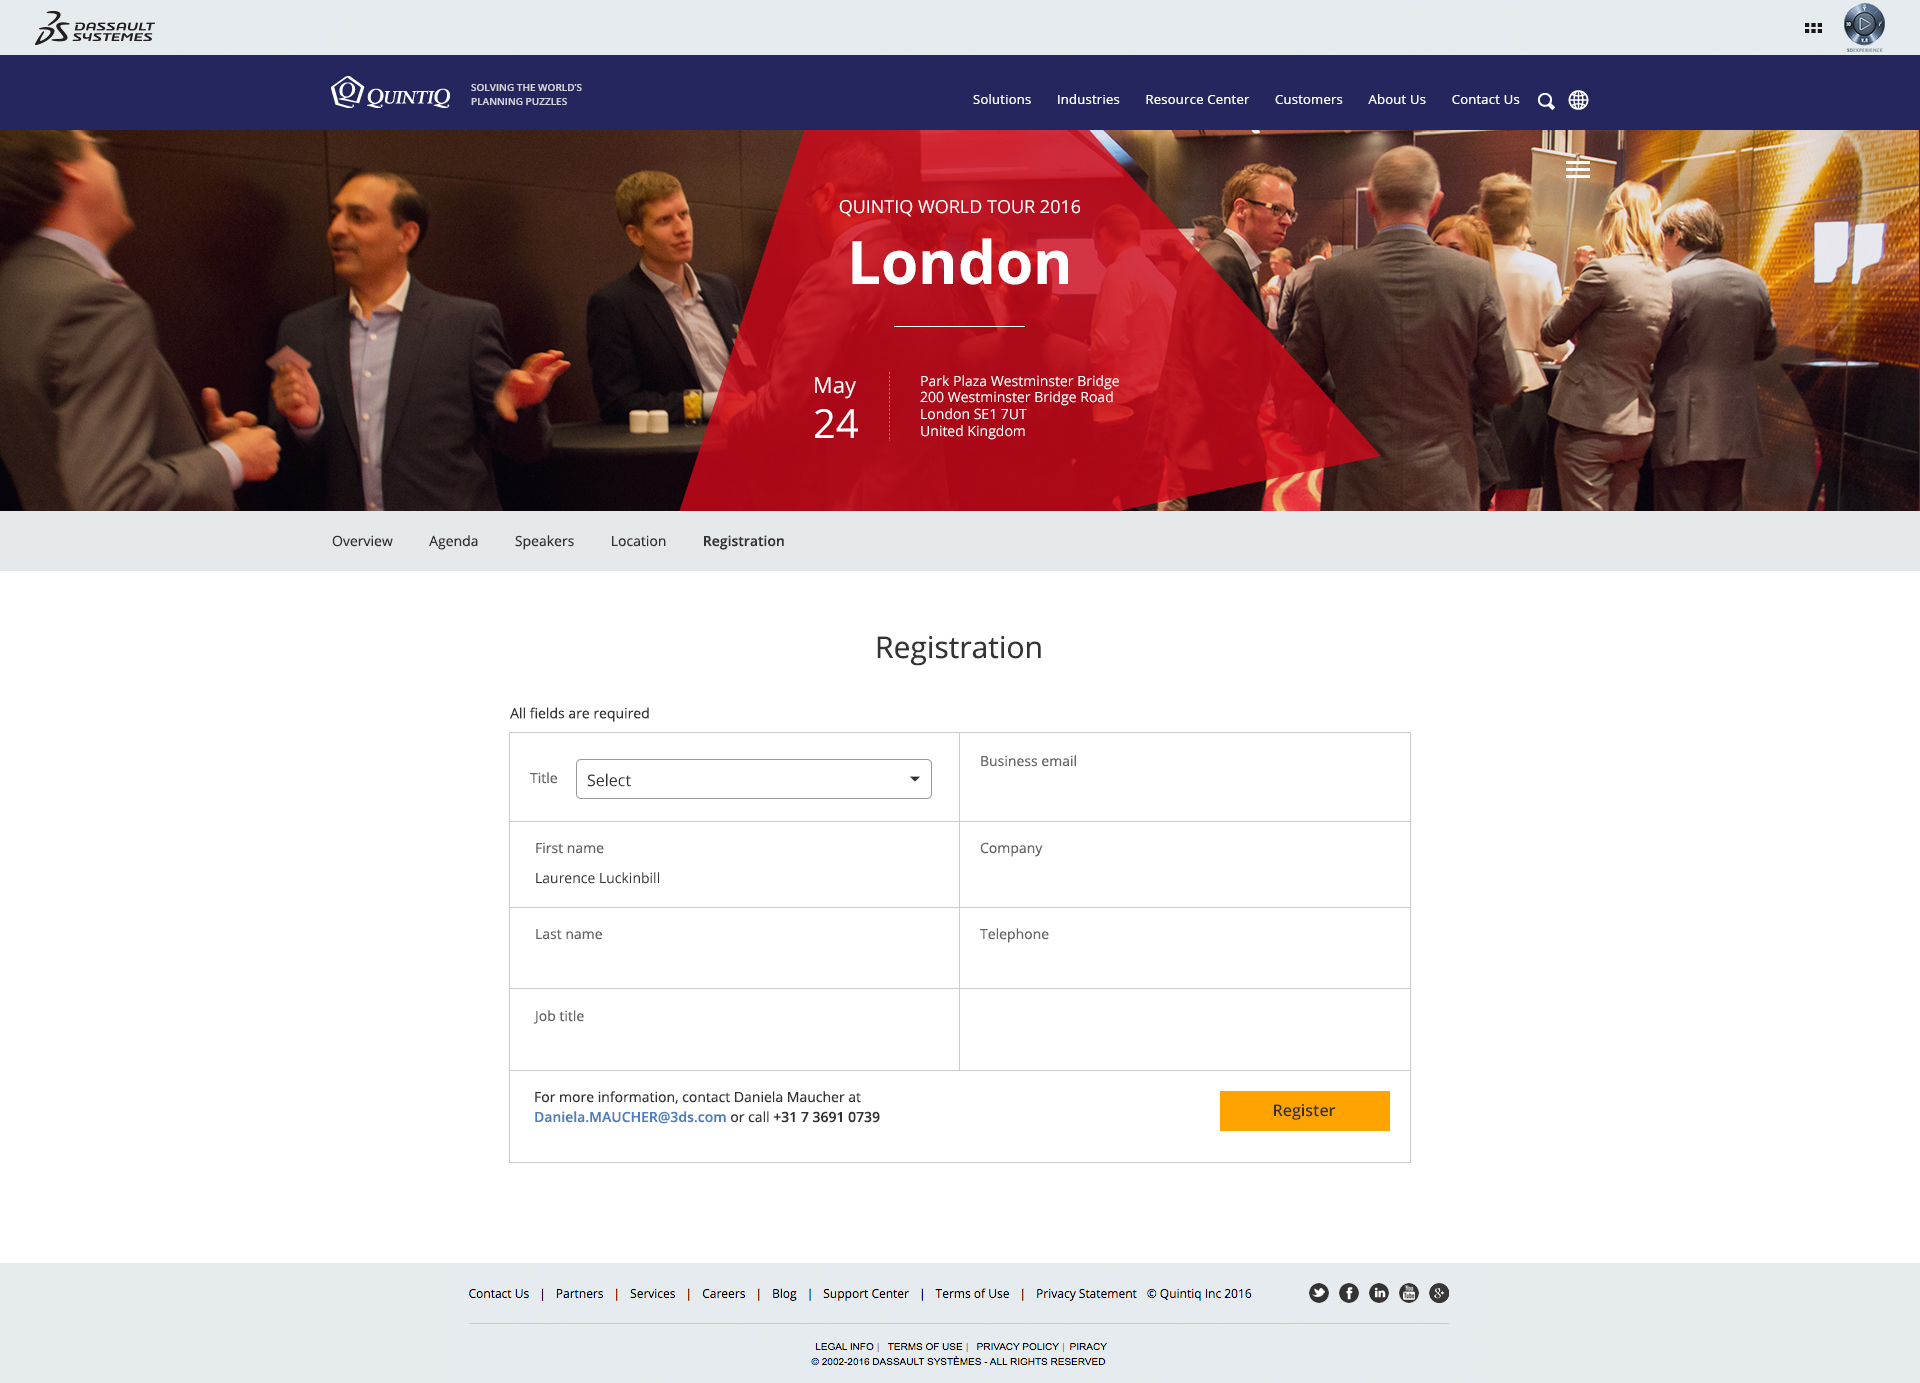 DASSAULT
SYSTEMES
3DEXPERIENCE
QUINTIQ
SOLVING THE WORLD'S
PLANNING PUZZLES
Solutions
Industries
Resource Center
Customers
About Us
Contact Us
QUINTIQ WORLD TOUR 2016
London
May
24
Park Plaza Westminster Bridge
200 Westminster Bridge Road
London SE1 7UT
United Kingdom
Overview
Agenda
Speakers
Location
Registration
Registration
All fields are required
Title
Select
Business email
First name
Laurence Luckinbill
Company
Last name
Telephone
Job title
For more information, contact Daniela Maucher at
Daniela.MAUCHER@3ds.com or call +31 7 3691 0739
Register
Contact Us | Partners | Services | Careers | Blog | Support Center | Terms of Use | Privacy Statement © Quintiq Inc 2016
LEGAL INFO | TERMS OF USE | PRIVACY POLICY | PIRACY
© 2002-2016 DASSAULT SYSTÈMES - ALL RIGHTS RESERVED